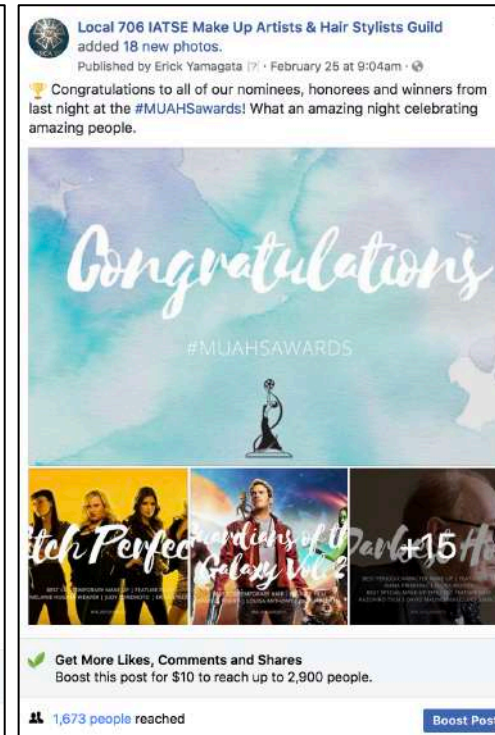 Local 706 IATSE Make Up Artists & Hair Stylists Guild
added 18 new photos.
Published by Erick Yamagata [?] · February 25 at 9:04am ·
🏆 Congratulations to all of our nominees, honorees and winners from
last night at the #MUAHSawards! What an amazing night celebrating
amazing people.
Congratulations
#MUAHSAWARDS
itch Perfec
Guardians of th
Galaxy Vol 2
Darkest H
+15
Get More Likes, Comments and Shares
Boost this post for $10 to reach up to 2,900 people.
1,673 people reached
Boost Post